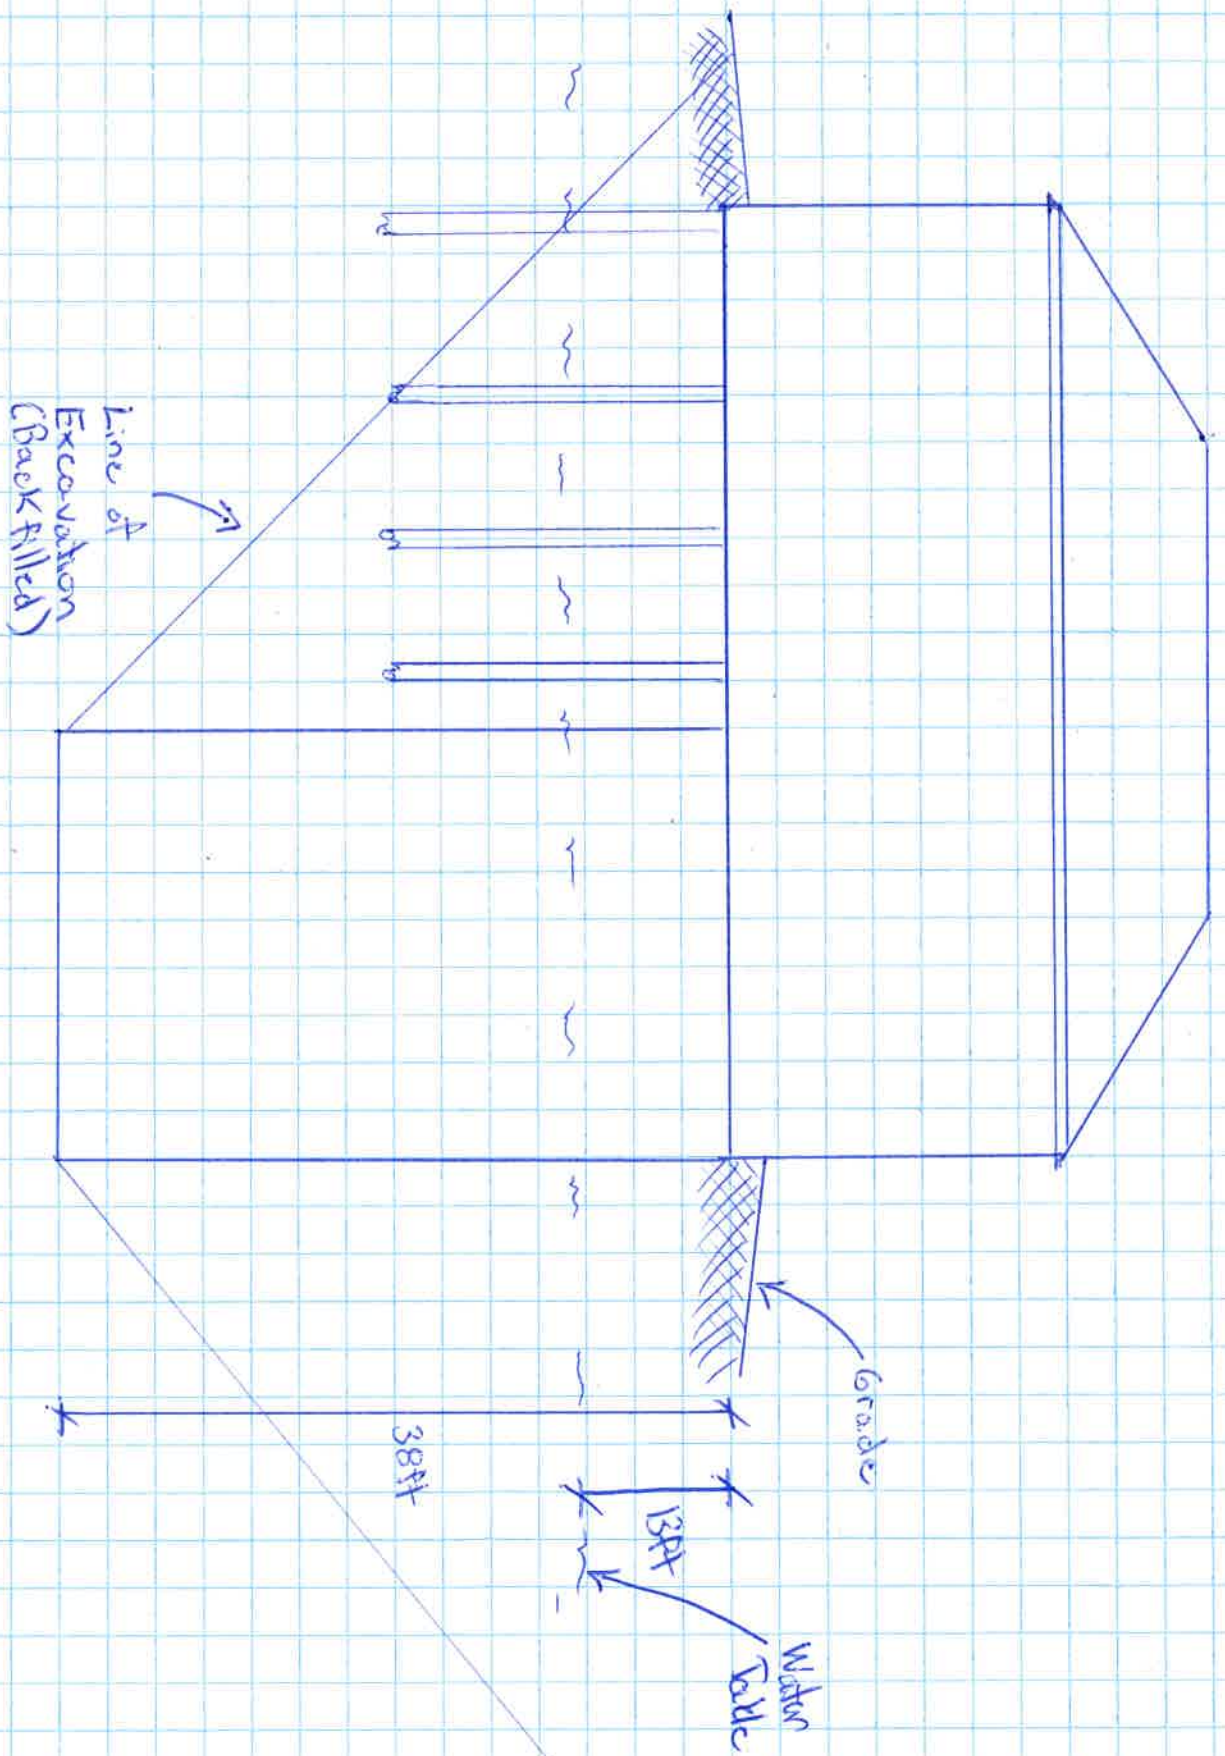 Grade
Water
Table
13ft
38ft
Line of
Excavation
(Backfilled)